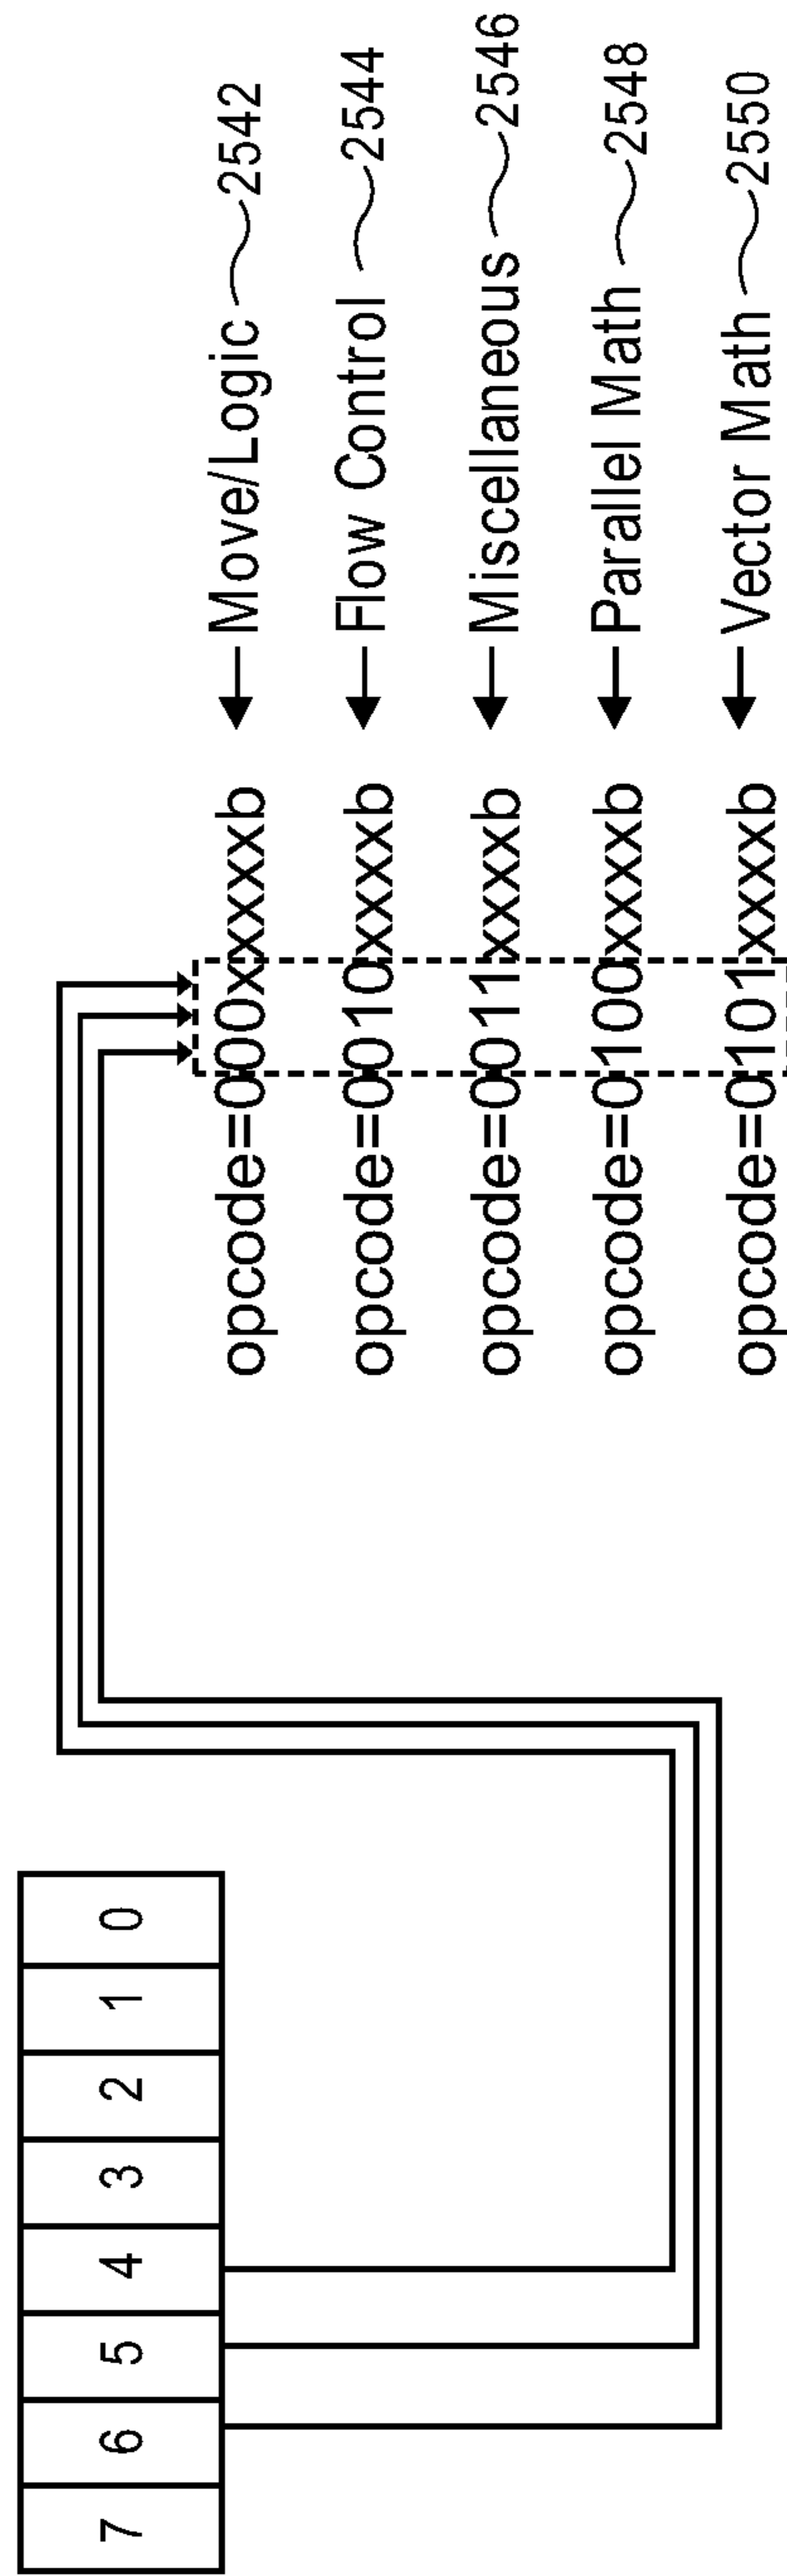 7 6 5 4 3 2 1 0
opcode=000xxxxxb ← Move/Logic 2542
opcode=0010xxxxb ← Flow Control 2544
opcode=0011xxxxb ← Miscellaneous 2546
opcode=0100xxxxb ← Parallel Math 2548
opcode=0101xxxxb ← Vector Math 2550